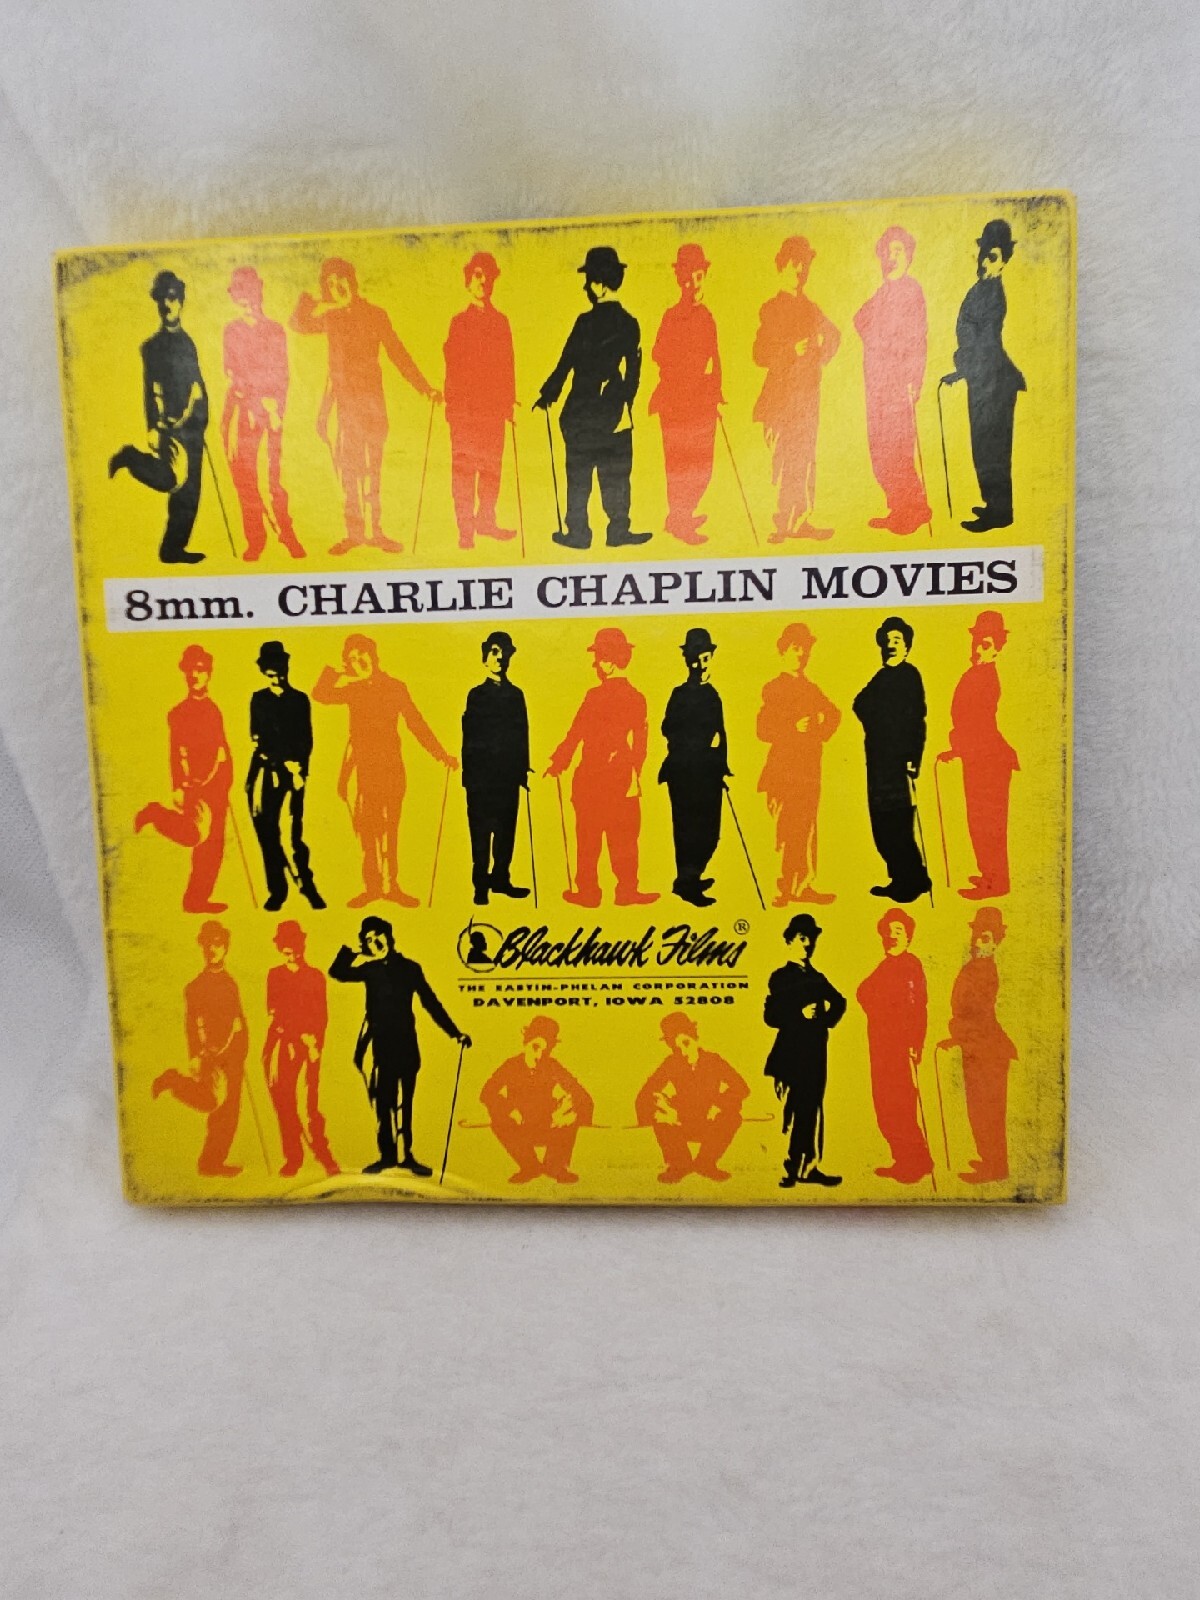 8mm. CHARLIE CHAPLIN MOVIES
Blackhawk Films®
THE EASTIN-PHELAN CORPORATION
DAVENPORT, IOWA 52808